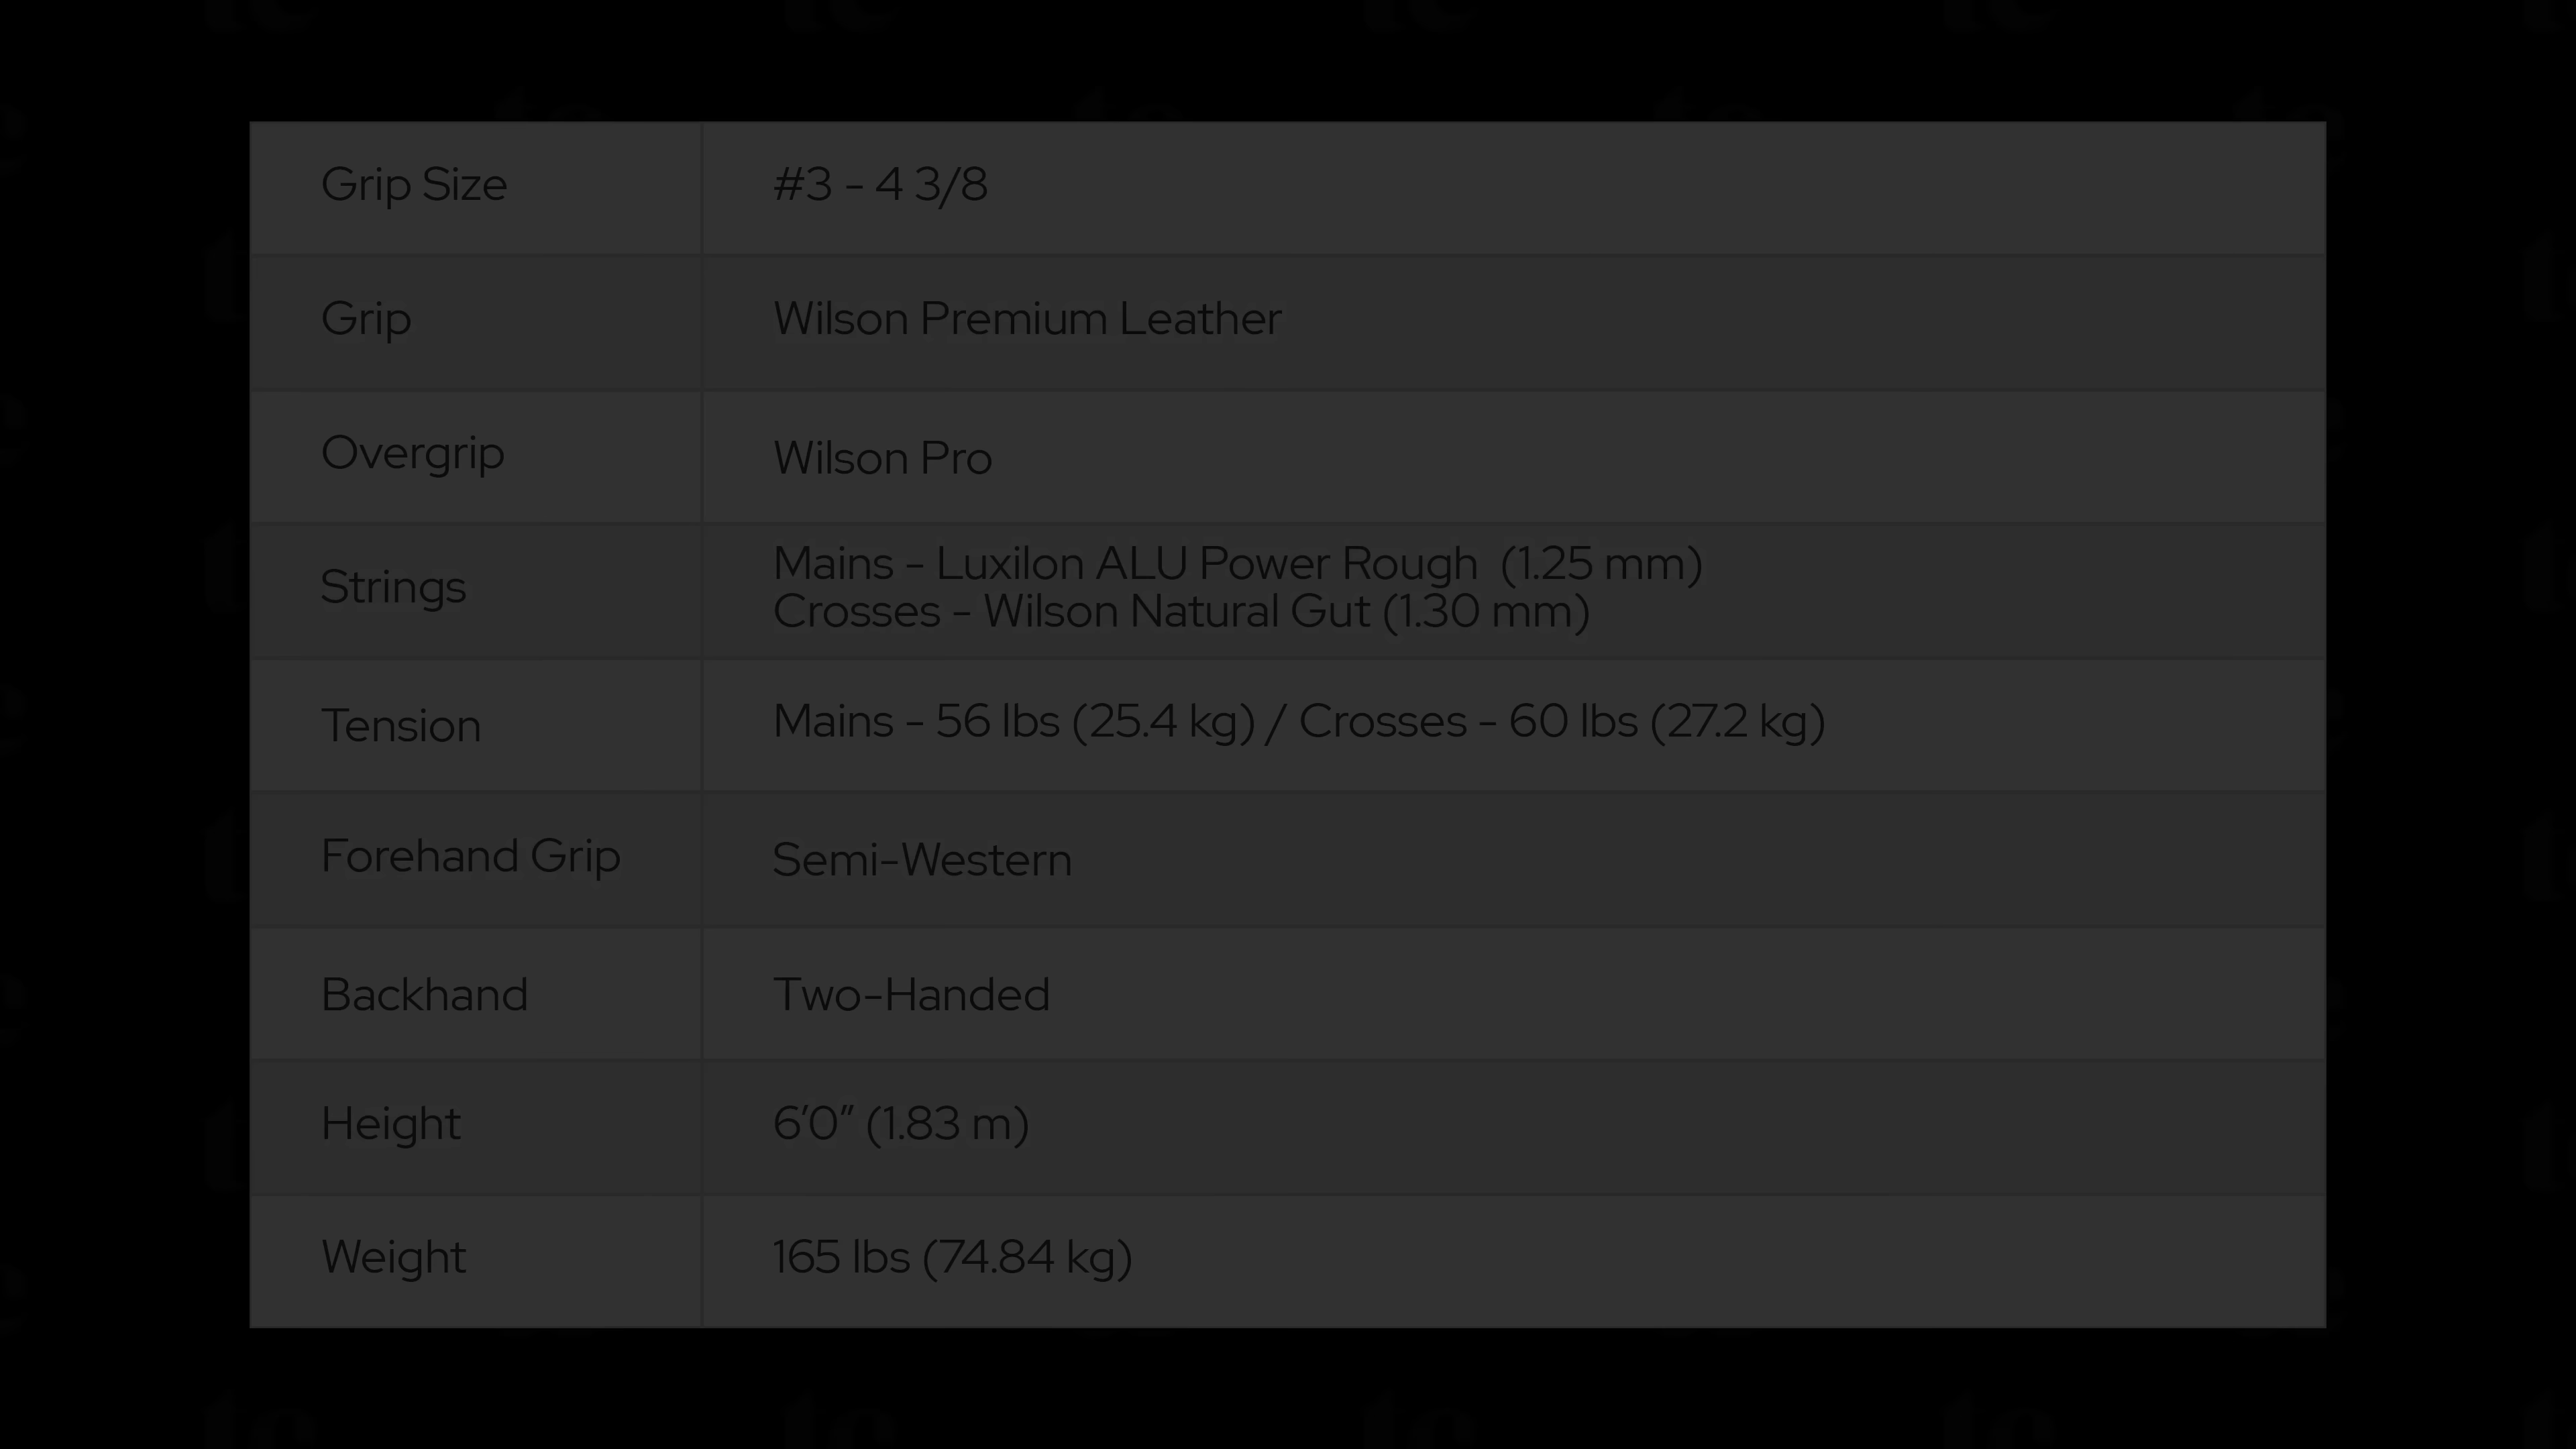 Grip Size #3 - 4 3/8
Grip Wilson Premium Leather
Overgrip Wilson Pro
Strings Mains - Luxilon ALU Power Rough (1.25 mm)
Crosses - Wilson Natural Gut (1.30 mm)
Tension Mains - 56 lbs (25.4 kg) / Crosses - 60 lbs (27.2 kg)
Forehand Grip Semi-Western
Backhand Two-Handed
Height 6’0” (1.83 m)
Weight 165 lbs (74.84 kg)